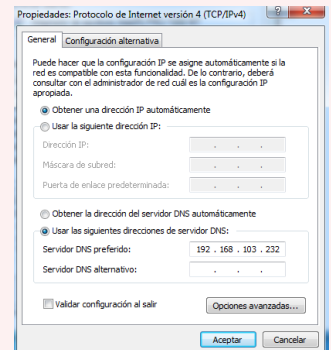 Propiedades: Protocolo de Internet versión 4 (TCP/IPv4)
General Configuración alternativa
Puede hacer que la configuración IP se asigne automáticamente si la
red es compatible con esta funcionalidad. De lo contrario, deberá
consultar con el administrador de red cuál es la configuración IP
apropiada.
Obtener una dirección IP automáticamente
Usar la siguiente dirección IP:
Dirección IP:
Máscara de subred:
Puerta de enlace predeterminada:
Obtener la dirección del servidor DNS automáticamente
Usar las siguientes direcciones de servidor DNS:
Servidor DNS preferido: 192 . 168 . 103 . 232
Servidor DNS alternativo:
Validar configuración al salir
Opciones avanzadas...
Aceptar Cancelar